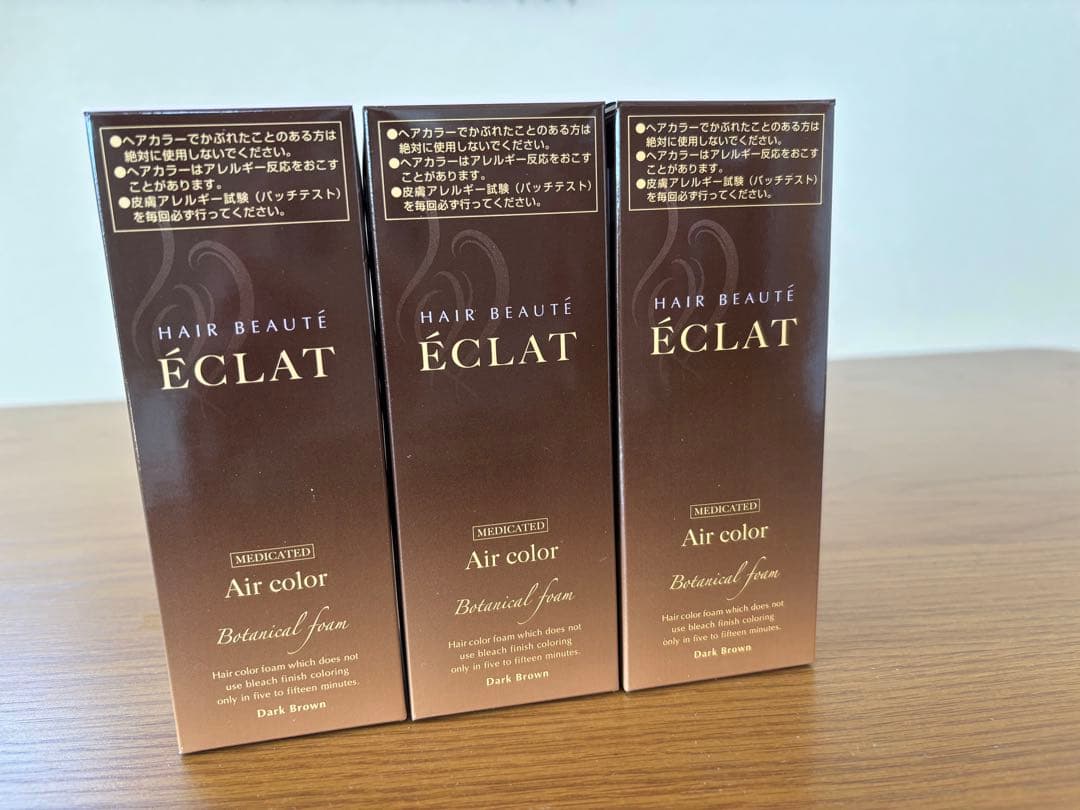 ●ヘアカラーでかぶれたことのある方は
絶対に使用しないでください。
●ヘアカラーはアレルギー反応をおこす
ことがあります。
●皮膚アレルギー試験（パッチテスト）
を毎回必ず行ってください。
HAIR BEAUTÉ
ÉCLAT
MEDICATED
Air color
Botanical foam
Hair color foam which does not
use bleach finish coloring
only in five to fifteen minutes.
Dark Brown
●ヘアカラーでかぶれたことのある方は
絶対に使用しないでください。
●ヘアカラーはアレルギー反応をおこす
ことがあります。
●皮膚アレルギー試験（パッチテスト）
を毎回必ず行ってください。
HAIR BEAUTÉ
ÉCLAT
MEDICATED
Air color
Botanical foam
Hair color foam which does not
use bleach finish coloring
only in five to fifteen minutes.
Dark Brown
●ヘアカラーでかぶれたことのある方は
絶対に使用しないでください。
●ヘアカラーはアレルギー反応をおこす
ことがあります。
●皮膚アレルギー試験（パッチテスト）
を毎回必ず行ってください。
HAIR BEAUTÉ
ÉCLAT
MEDICATED
Air color
Botanical foam
Hair color foam which does not
use bleach finish coloring
only in five to fifteen minutes.
Dark Brown